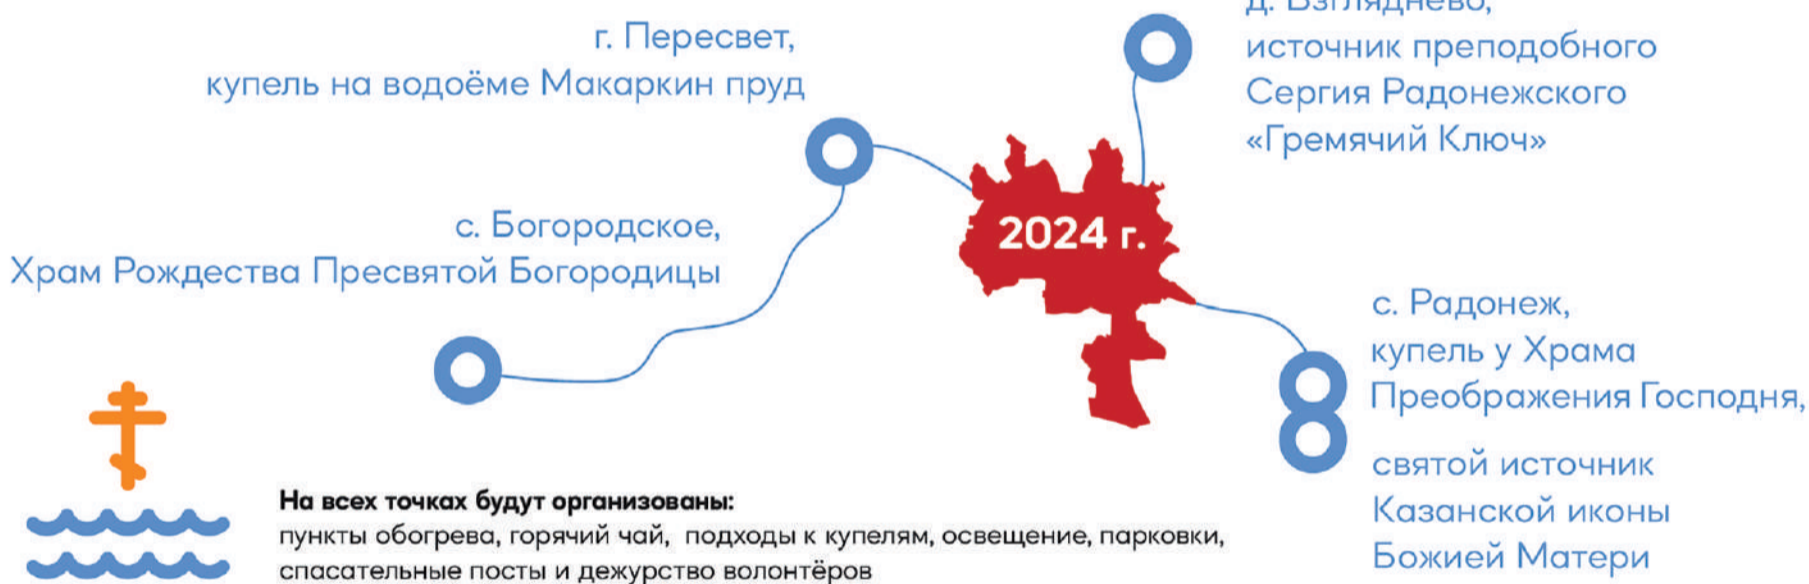 г. Пересвет,
купель на водоёме Макаркин пруд
д. Взгляднево,
источник преподобного
Сергия Радонежского
«Гремячий Ключ»
с. Богородское,
Храм Рождества Пресвятой Богородицы
2024 г.
с. Радонеж,
купель у Храма
Преображения Господня,
святой источник
Казанской иконы
Божией Матери
На всех точках будут организованы:
пункты обогрева, горячий чай, подходы к купелям, освещение, парковки,
спасательные посты и дежурство волонтёров